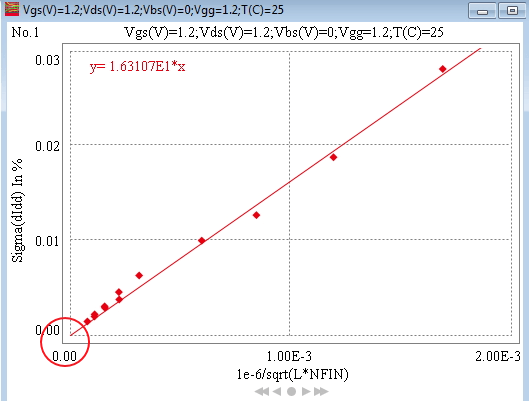 Vgs(V)=1.2;Vds(V)=1.2;Vbs(V)=0;Vgg=1.2;T(C)=25
No.1 Vgs(V)=1.2;Vds(V)=1.2;Vbs(V)=0;Vgg=1.2;T(C)=25
0.03
y= 1.63107E1*x
0.02
Sigma(dIdd) In %
0.01
0.00
0.00 1.00E-3 2.00E-3
1e-6/sqrt(L*NFIN)